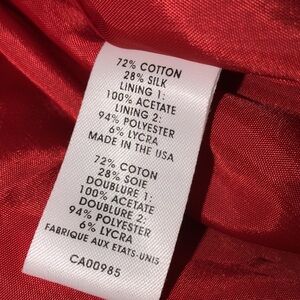 72% COTTON
28% SILK
LINING 1:
100% ACETATE
LINING 2:
94% POLYESTER
6% LYCRA
MADE IN THE USA
72% COTON
28% SOIE
DOUBLURE 1:
100% ACETATE
DOUBLURE 2:
94% POLYESTER
6% LYCRA
FABRIQUE AUX ETATS-UNIS
CA00985